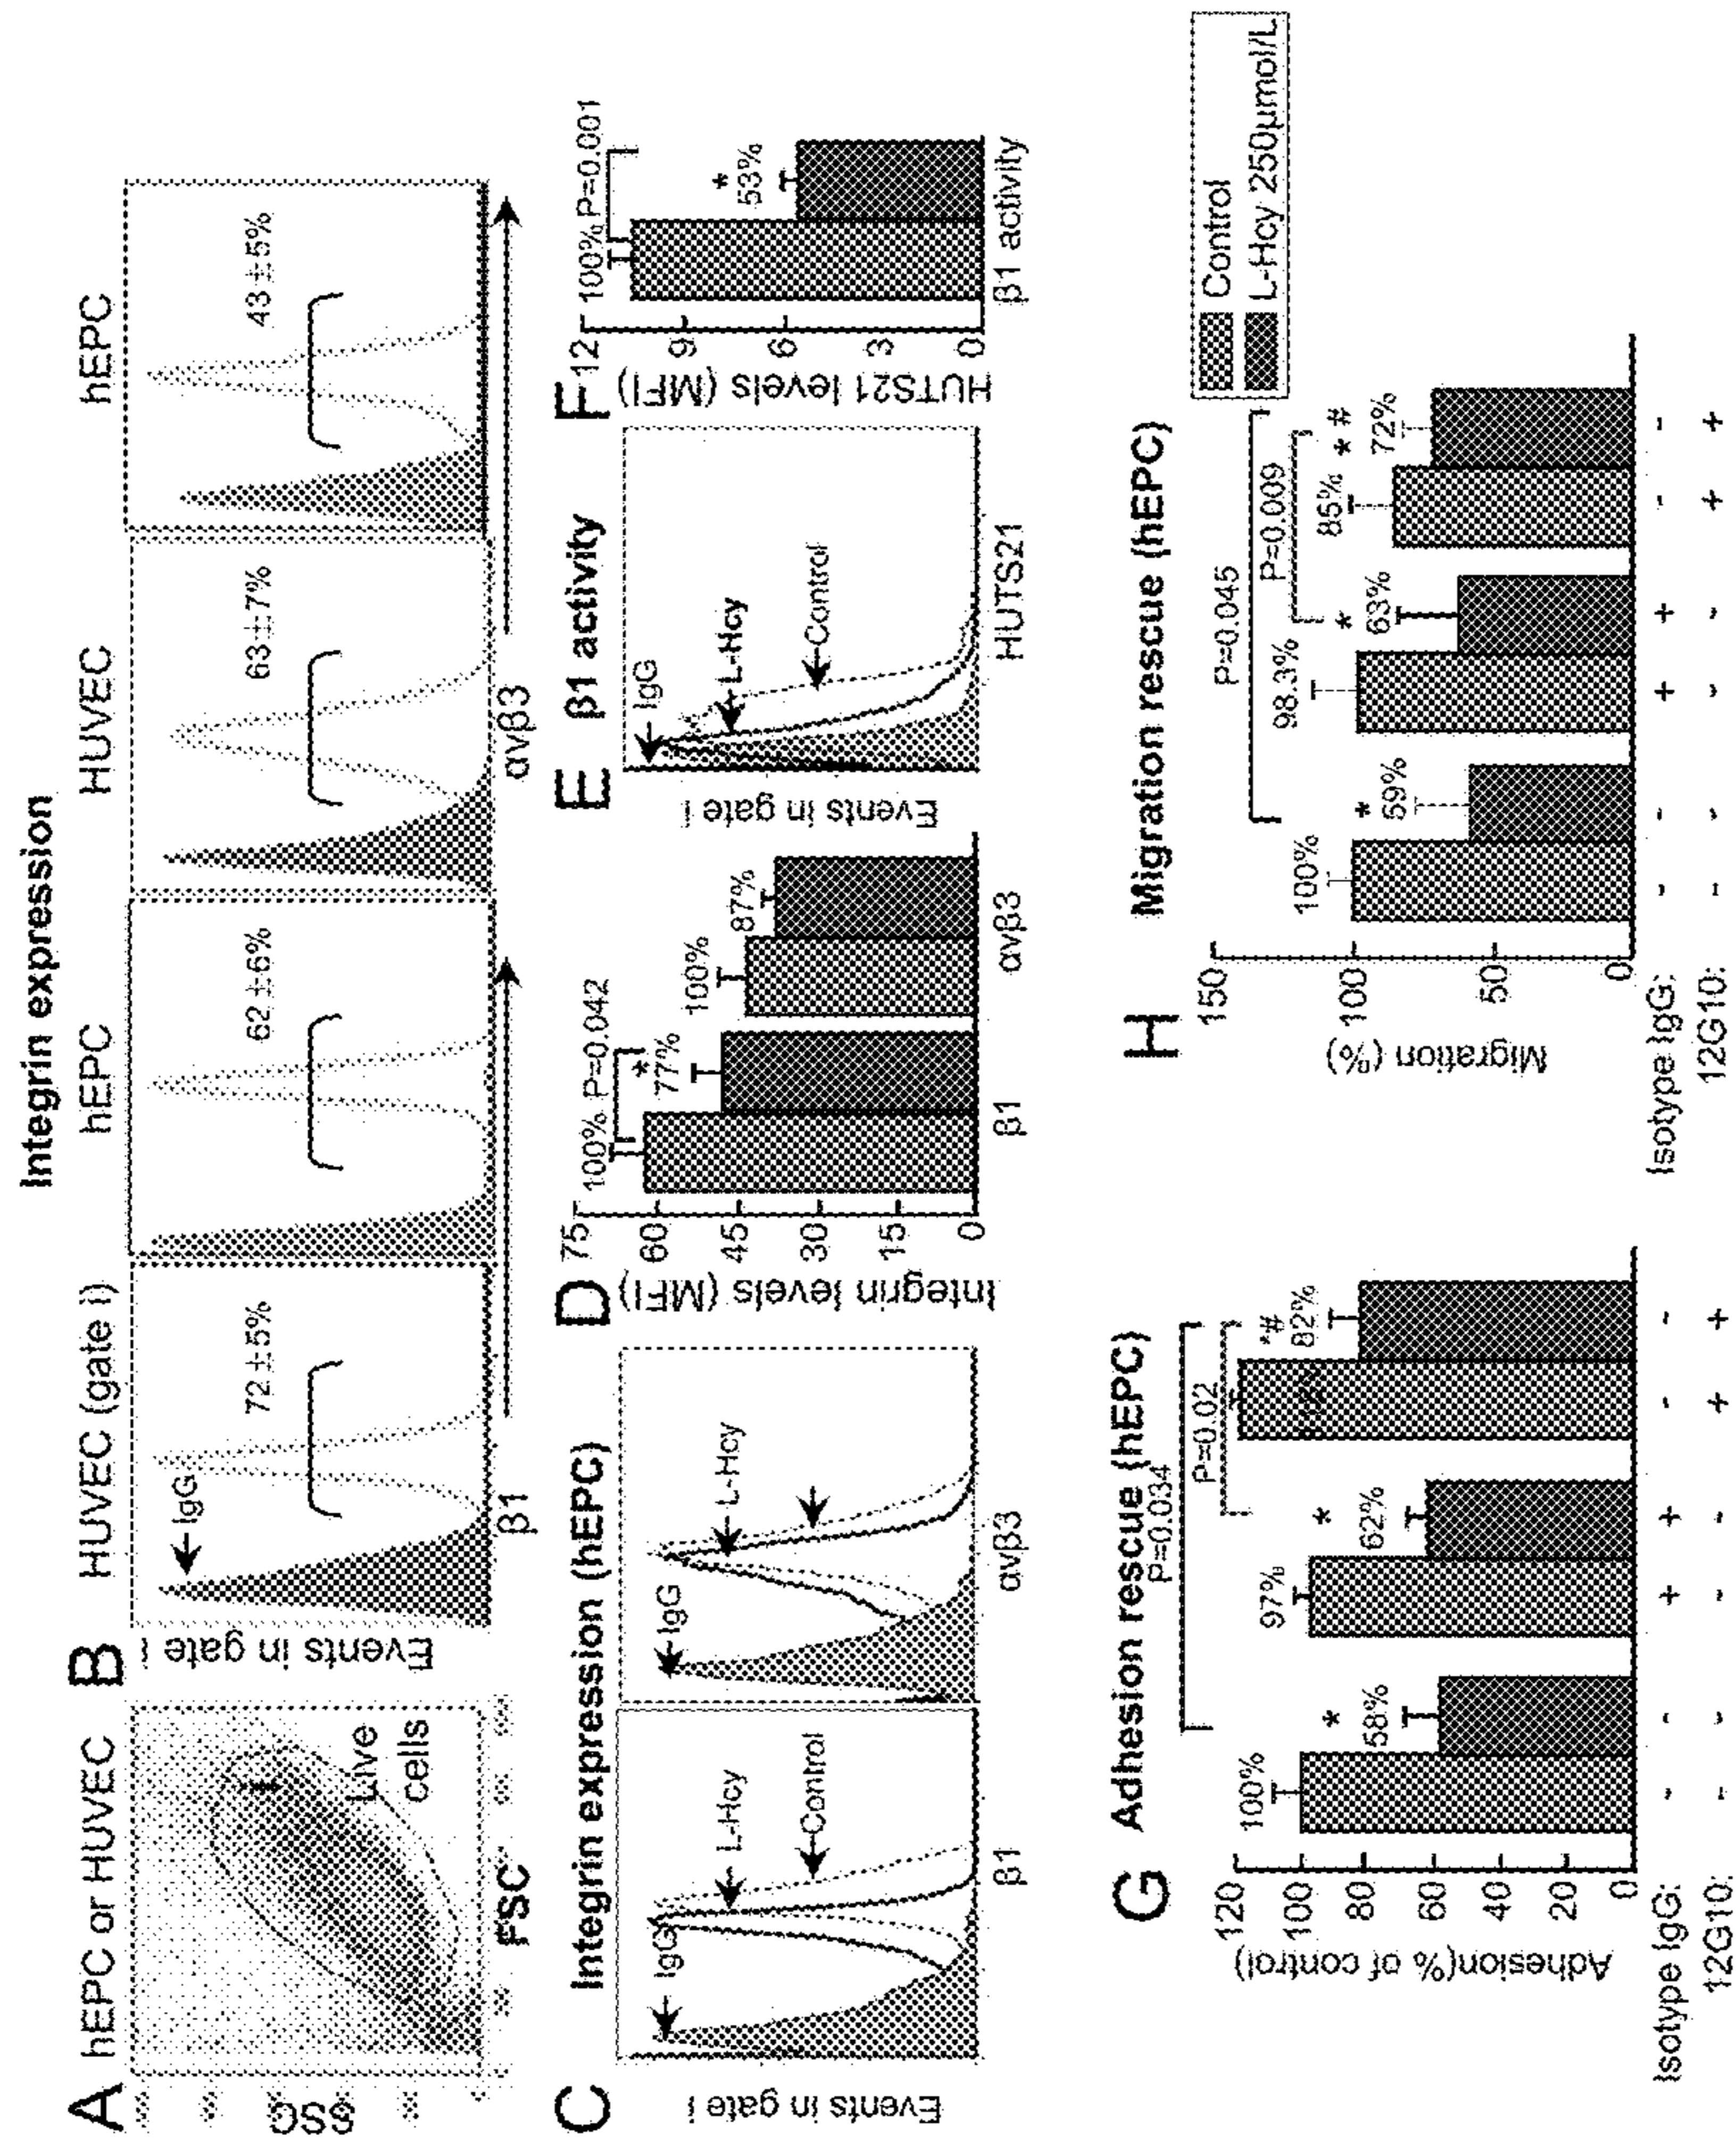 Integrin expression
A
hEPC or HUVEC
SSC
FSC
Live
cells
B
HUVEC (gate i)
hEPC
HUVEC
hEPC
Events in gate i
IgG
72±5%
62±6%
63±7%
43±5%
β1
αvβ3
C
Integrin expression (hEPC)
Events in gate i
IgG
L-Hcy
Control
β1
IgG
L-Hcy
αvβ3
D
Integrin levels (MFI)
75
60
45
30
15
0
100% P=0.042
*
77%
100%
87%
β1
αvβ3
E
β1 activity
Events in gate i
IgG
L-Hcy
Control
HUTS21
F
HUTS21 levels (MFI)
12
9
6
3
0
100% P=0.001
*
53%
β1 activity
G
Adhesion rescue (hEPC)
Adhesion(% of control)
120
100
80
60
40
20
0
P=0.034
P=0.02
100%
*
58%
97%
*
62%
*#
82%
Isotype IgG: - - + + - -
12G10: - - - - + +
H
Migration rescue (hEPC)
Control
L-Hcy 250μmol/L
Migration (%)
150
100
50
0
P=0.045
P=0.009
100%
*
59%
98.3%
*
63%
85%
* #
72%
Isotype IgG: - - + + - -
12G10: - - - - + +